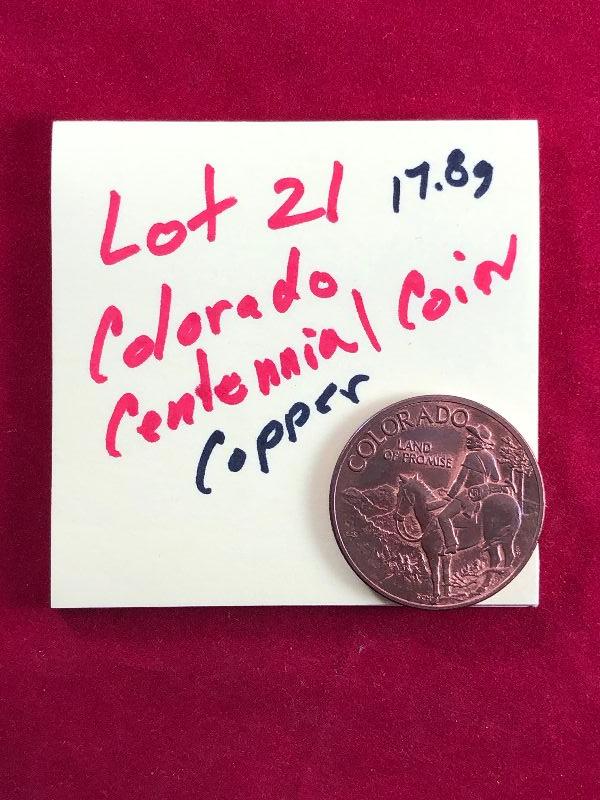 Lot 21 17.8g
Colorado
Centennial Coin
Copper
COLORADO
LAND
OF PROMISE